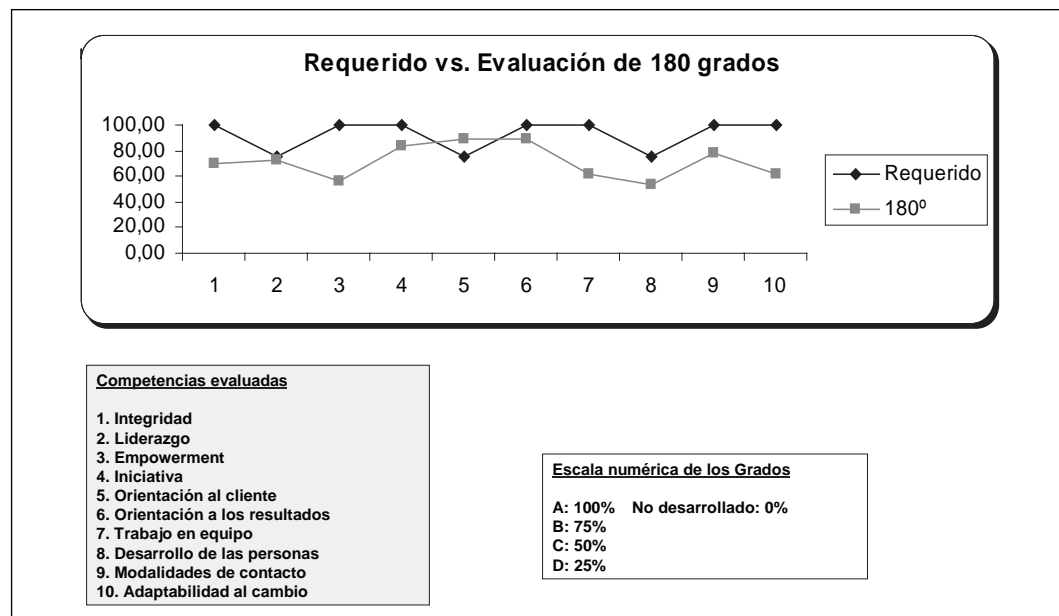 Requerido vs. Evaluación de 180 grados
100,00
80,00
60,00
40,00
20,00
0,00
1 2 3 4 5 6 7 8 9 10
Requerido
180º
Competencias evaluadas
1. Integridad
2. Liderazgo
3. Empowerment
4. Iniciativa
5. Orientación al cliente
6. Orientación a los resultados
7. Trabajo en equipo
8. Desarrollo de las personas
9. Modalidades de contacto
10. Adaptabilidad al cambio
Escala numérica de los Grados
A: 100% No desarrollado: 0%
B: 75%
C: 50%
D: 25%